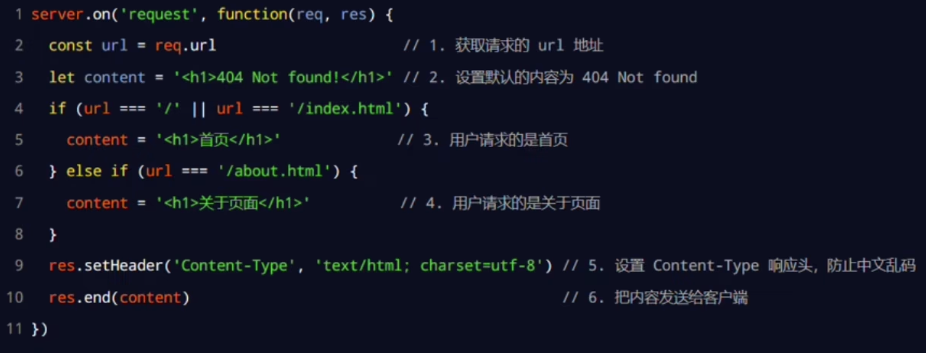 1 server.on('request', function(req, res) {
2 const url = req.url // 1. 获取请求的 url 地址
3 let content = '<h1>404 Not found!</h1>' // 2. 设置默认的内容为 404 Not found
4 if (url === '/' || url === '/index.html') {
5 content = '<h1>首页</h1>' // 3. 用户请求的是首页
6 } else if (url === '/about.html') {
7 content = '<h1>关于页面</h1>' // 4. 用户请求的是关于页面
8 }
9 res.setHeader('Content-Type', 'text/html; charset=utf-8') // 5. 设置 Content-Type 响应头，防止中文乱码
10 res.end(content) // 6. 把内容发送给客户端
11 })